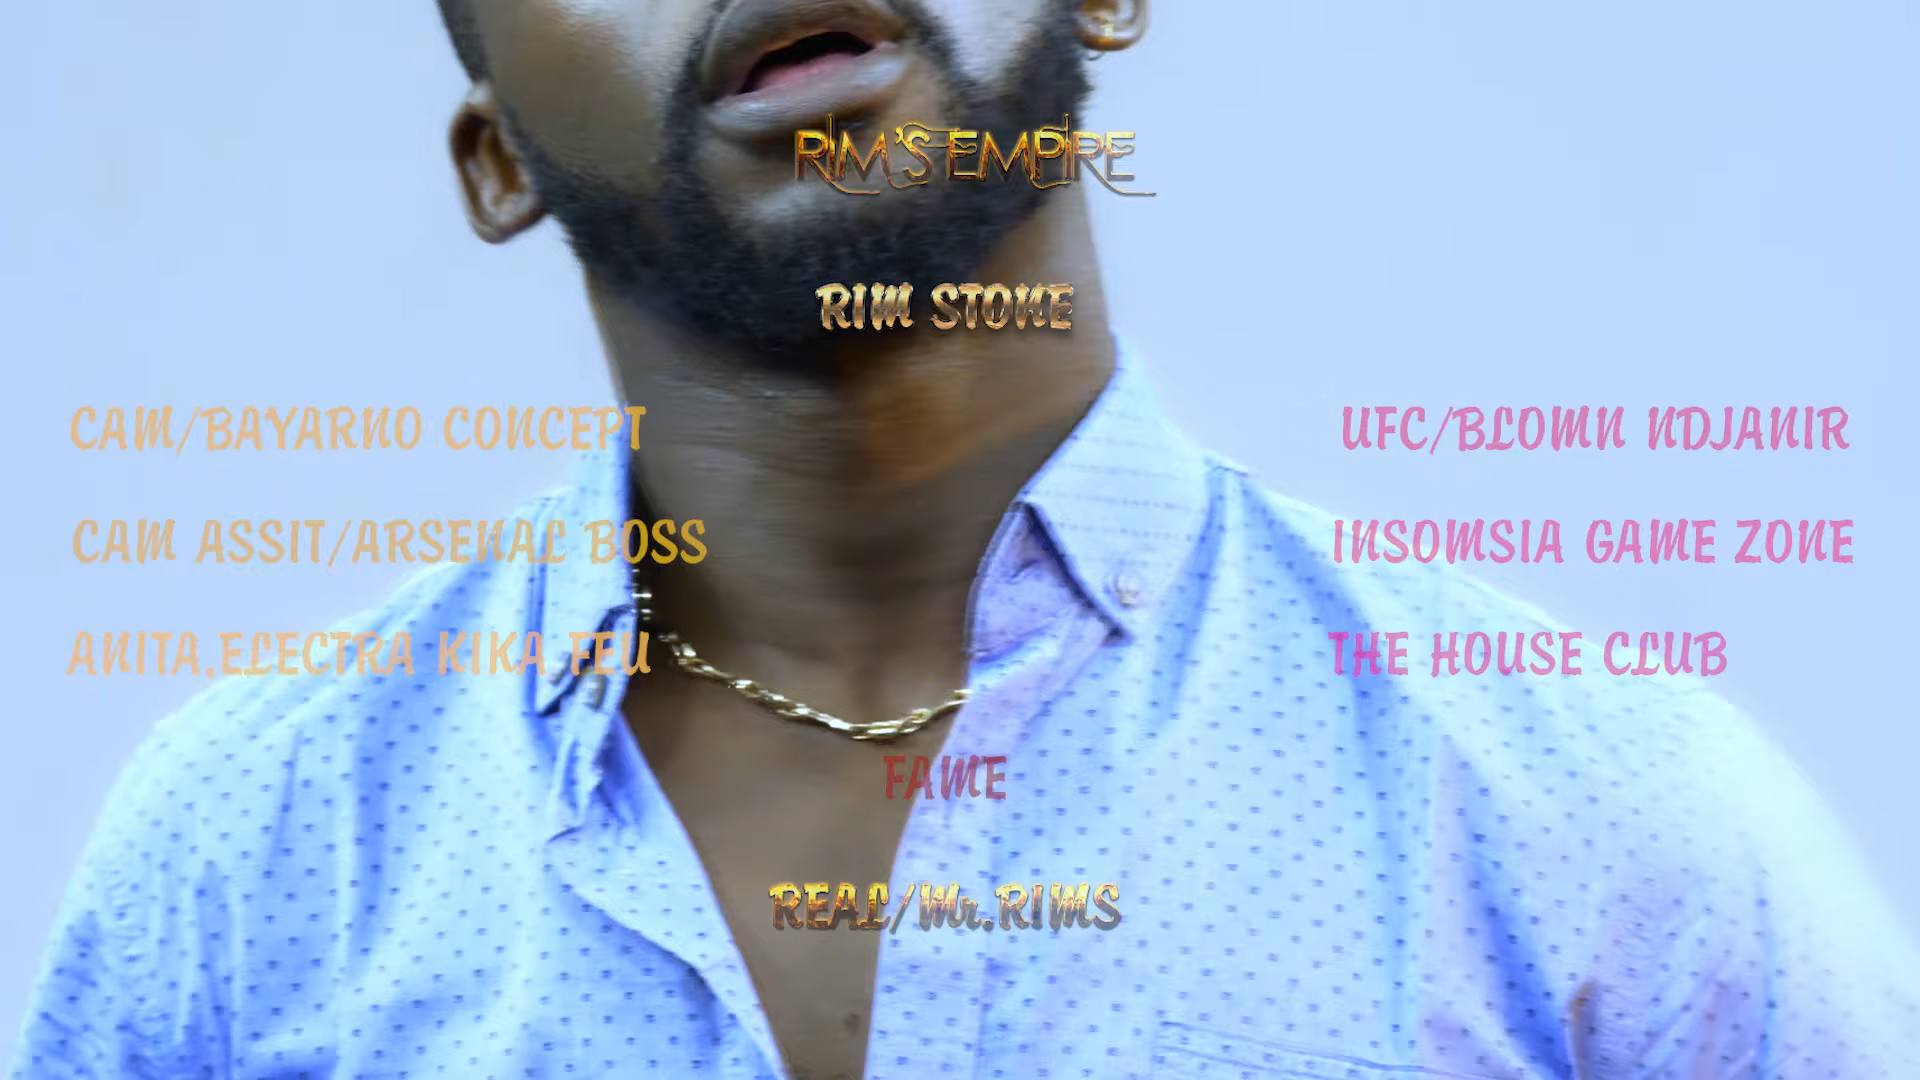 RIM'S EMPIRE
RIM STONE
CAM/BAYARNO CONCEPT
CAM ASSIT/ARSENAL BOSS
ANITA.ELECTRA KIKA FEU
UFC/BLOWN NDJANIR
INSOMSIA GAME ZONE
THE HOUSE CLUB
FAME
REAL/Mr.RIMS